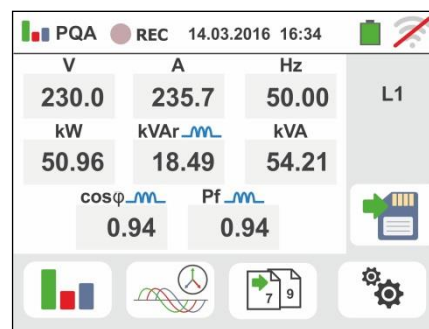 PQA REC 14.03.2016 16:34
V A Hz
230.0 235.7 50.00 L1
kW kVAr kVA
50.96 18.49 54.21
cosφ Pf
0.94 0.94
7 9